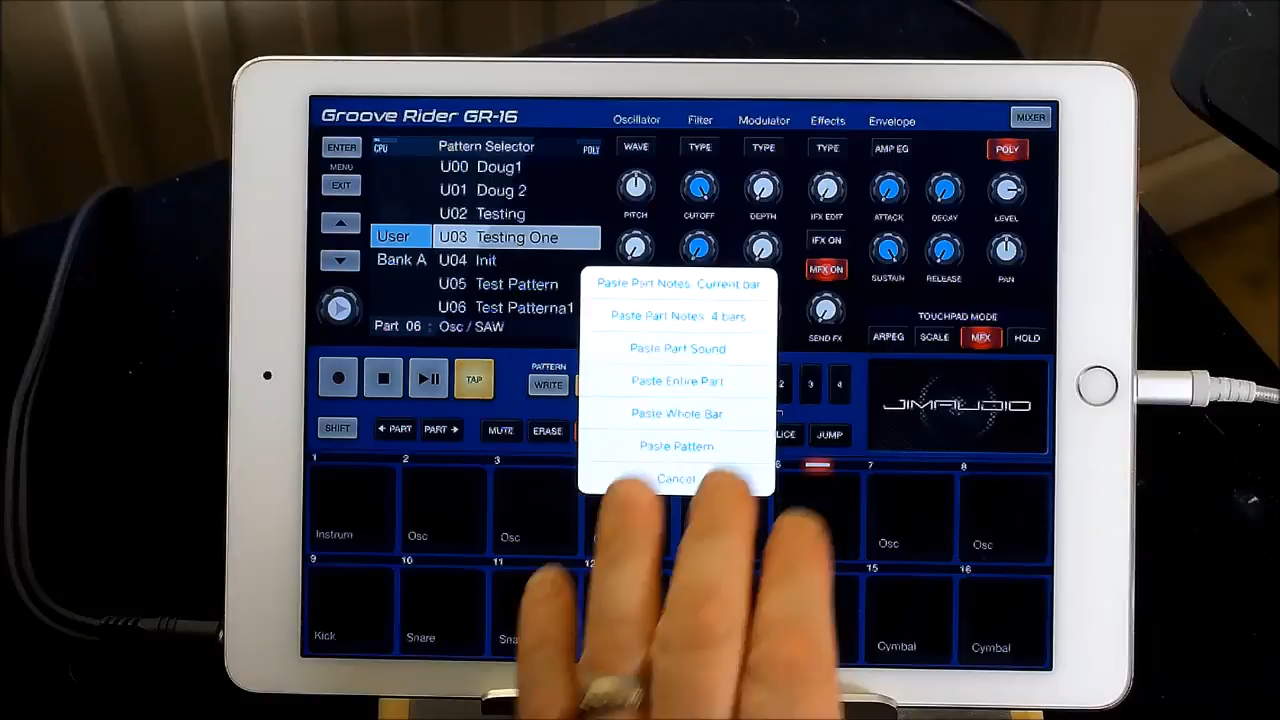 Groove Rider GR-16
Oscillator
Filter
Modulator
Effects
Envelope
MIXER
ENTER
MENU
EXIT
CPU
Pattern Selector
POLY
U00 Doug1
U01 Doug 2
U02 Testing
User
U03 Testing One
Bank A
U04 Init
U05 Test Pattern
U06 Test Patterna1
Part 06 : Osc / SAW
WAVE
TYPE
TYPE
TYPE
AMP EG
POLY
PITCH
CUTOFF
DEPTH
IFX EDIT
ATTACK
DECAY
LEVEL
IFX ON
MFX ON
SUSTAIN
RELEASE
PAN
SEND FX
TOUCHPAD MODE
ARPEG
SCALE
MFX
HOLD
Paste Part Notes Current bar
Paste Part Notes 4 bars
Paste Part Sound
Paste Entire Part
Paste Whole Bar
Paste Pattern
Cancel
TAP
PATTERN
WRITE
2
3
4
JIMAUDIO
SHIFT
PART
PART
MUTE
ERASE
LICE
JUMP
1
2
3
6
7
8
Instrum
Osc
Osc
Osc
Osc
9
10
11
12
15
16
Kick
Snare
Sna
Cymbal
Cymbal